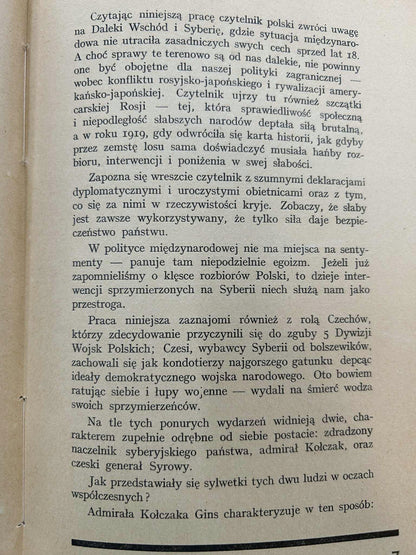 Czytając niniejszą pracę czytelnik polski zwróci uwagę
na Daleki Wschód i Syberię, gdzie sytuacja międzynaro-
dowa nie utraciła zasadniczych swych cech sprzed lat 18.
A choć sprawy te terenowo są od nas dalekie, nie powinny
one być obojętne dla naszej polityki zagranicznej —
wobec konfliktu rosyjsko-japońskiego i rywalizacji amery-
kańsko-japońskiej. Czytelnik ujrzy tu również szczątki
carskiej Rosji — tej, która sprawiedliwość społeczną
i niepodległość słabszych narodów deptała siłą brutalną,
a w roku 1919, gdy odwróciła się karta historii, jak gdyby
przez zemstę losu sama doświadczyć musiała hańby roz-
bioru, interwencji i poniżenia w swej słabości.
Zapozna się wreszcie czytelnik z szumnymi deklaracjami
dyplomatycznymi i uroczystymi obietnicami oraz z tym,
co się za nimi w rzeczywistości kryje. Zobaczy, że słaby
jest zawsze wykorzystywany, że tylko siła daje bezpie-
czeństwo państwu.
W polityce międzynarodowej nie ma miejsca na senty-
menty — panuje tam niepodzielnie egoizm. Jeżeli już
zapomnieliśmy o klęsce rozbiorów Polski, to dzieje inter-
wencji sprzymierzonych na Syberii niech służą nam jako
przestroga.
Praca niniejsza zaznajomi również z rolą Czechów,
którzy zdecydowanie przyczynili się do zguby 5 Dywizji
Wojsk Polskich; Czesi, wybawcy Syberii od bolszewików,
zachowali się jak kondotierzy najgorszego gatunku depcąc
ideały demokratycznego wojska narodowego. Oto bowiem
ratując siebie i łupy wojenne — wydali na śmierć wodza
swoich sprzymierzeńców.
Na tle tych ponurych wydarzeń widnieją dwie, cha-
rakterem zupełnie odrębne od siebie postacie: zdradzony
naczelnik syberyjskiego państwa, admirał Kołczak, oraz
czeski generał Syrowy.
Jak przedstawiały się sylwetki tych dwu ludzi w oczach
współczesnych?
Admirała Kołczaka Gins charakteryzuje w ten sposób: